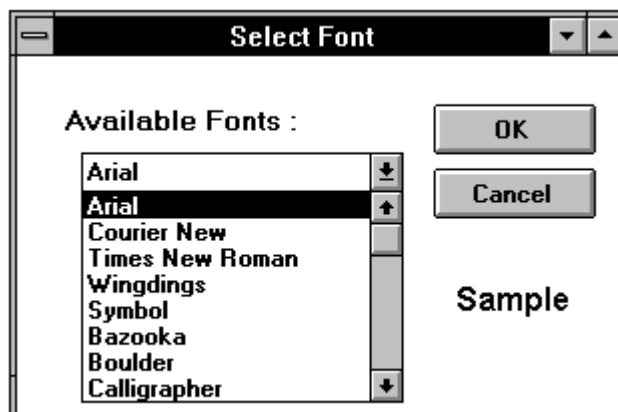 Select Font
Available Fonts :
OK
Arial
Cancel
Arial
Courier New
Times New Roman
Wingdings
Symbol
Bazooka
Boulder
Calligrapher
Sample